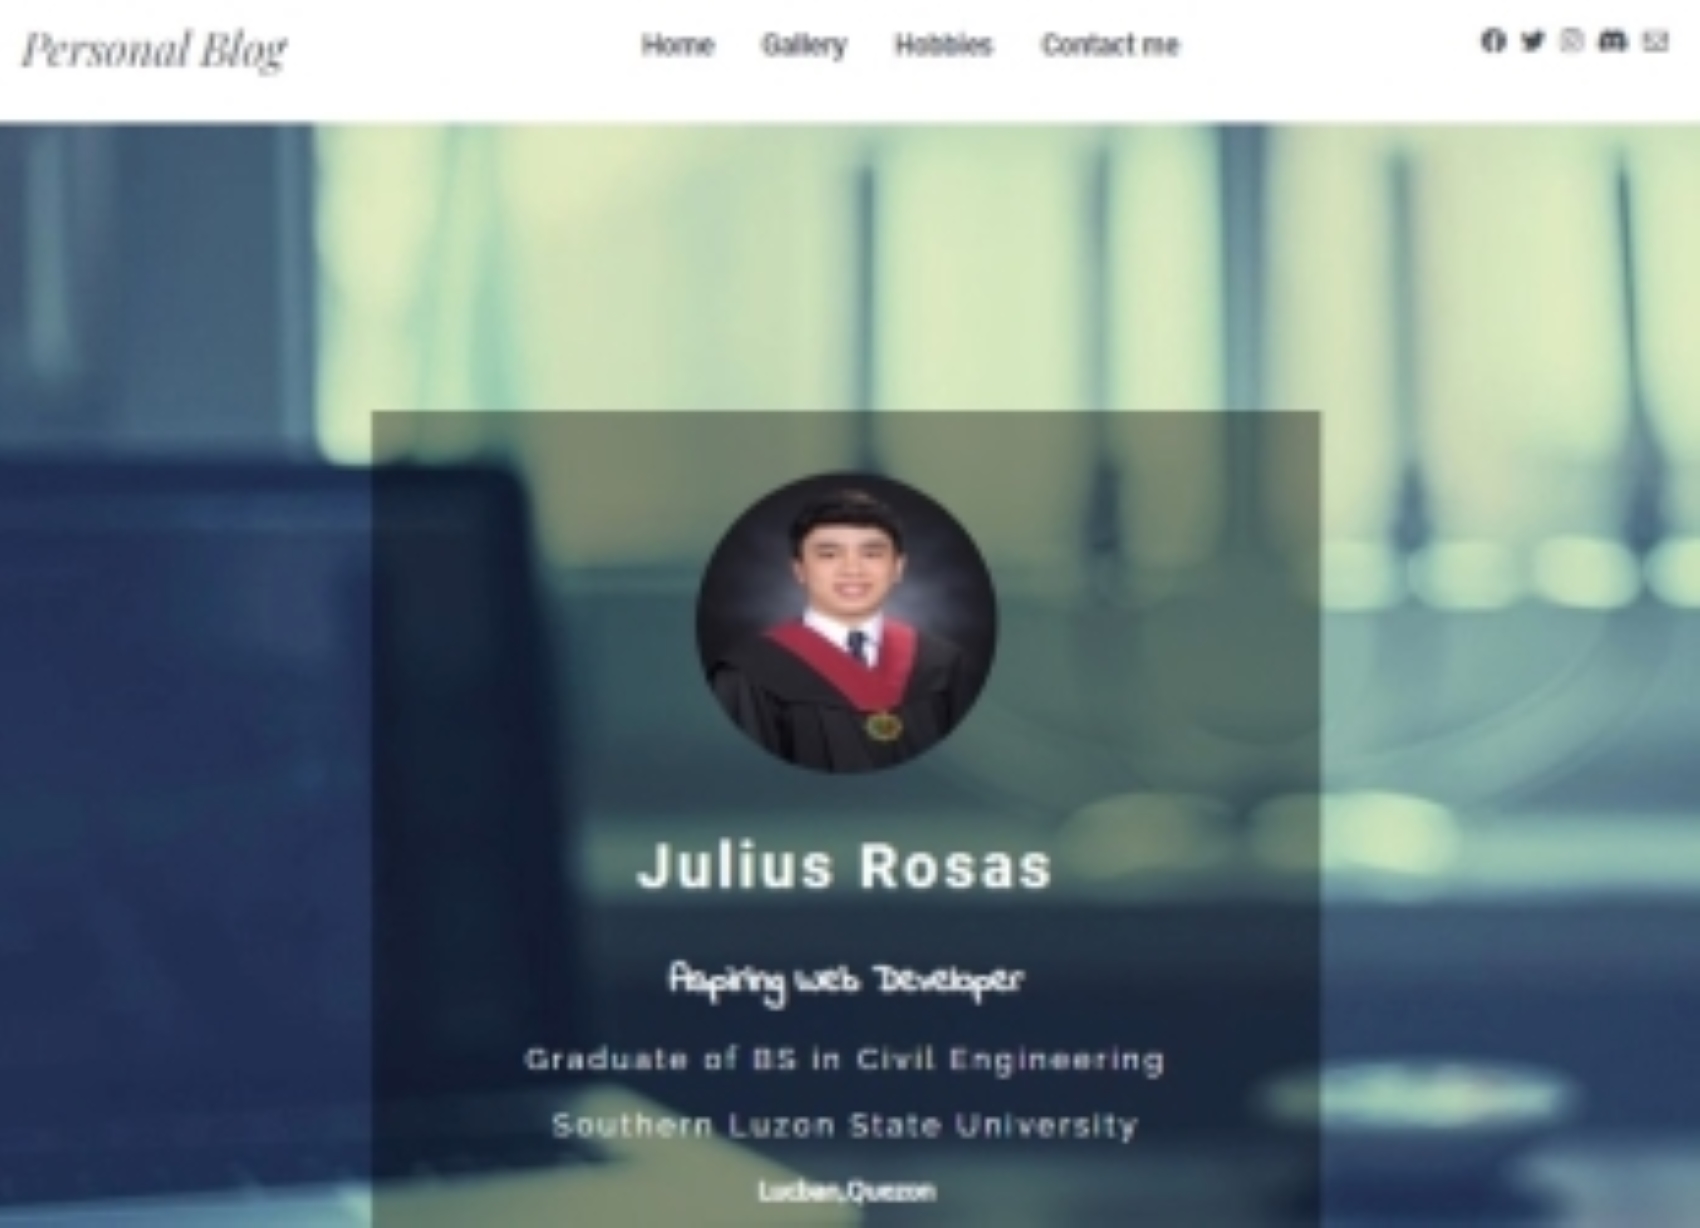 Personal Blog
Home Gallery Hobbies Contact me
Julius Rosas
Aspiring Web Developer
Graduate of BS in Civil Engineering
Southern Luzon State University
Lucban,Quezon